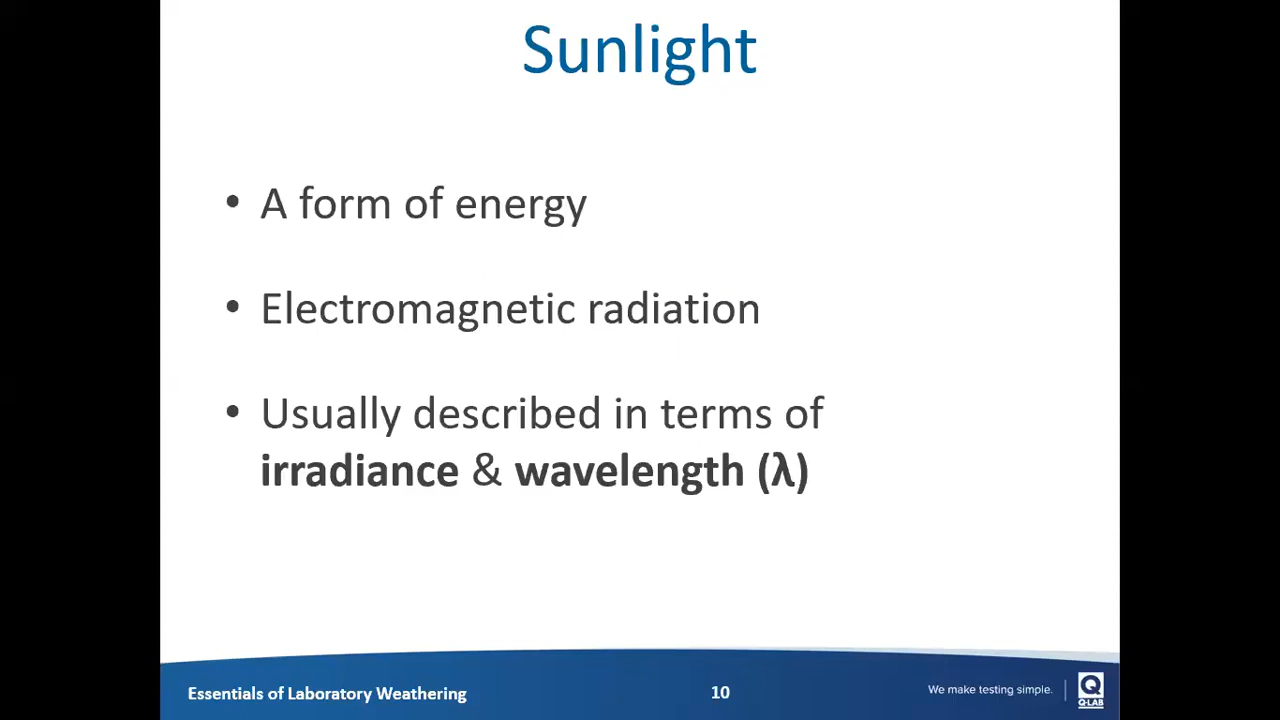 Sunlight
• A form of energy
• Electromagnetic radiation
• Usually described in terms of
irradiance & wavelength (λ)
Essentials of Laboratory Weathering
10
We make testing simple.
Q
Q-LAB